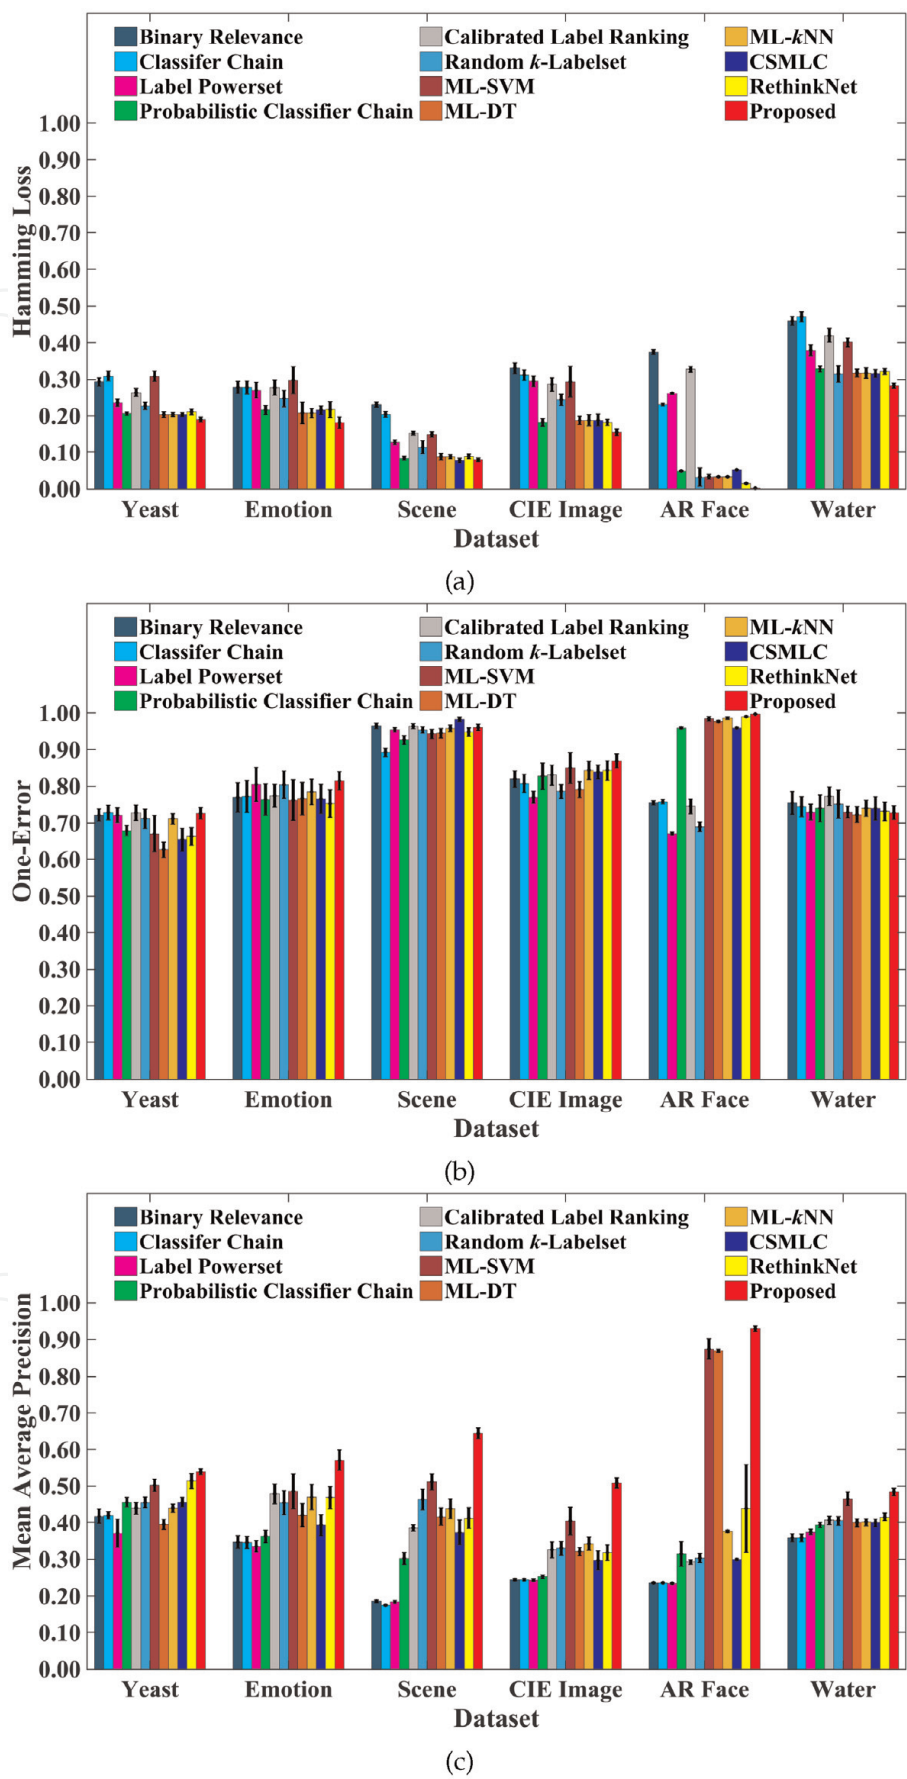 Binary Relevance Calibrated Label Ranking ML-kNN
Classifer Chain Random k-Labelset CSMLC
Label Powerset ML-SVM RethinkNet
Probabilistic Classifier Chain ML-DT Proposed
1.00
0.90
0.80
0.70
0.60
0.50
0.40
0.30
0.20
0.10
0.00
Hamming Loss
Yeast Emotion Scene CIE Image AR Face Water
Dataset
(a)
Binary Relevance Calibrated Label Ranking ML-kNN
Classifer Chain Random k-Labelset CSMLC
Label Powerset ML-SVM RethinkNet
Probabilistic Classifier Chain ML-DT Proposed
1.00
0.90
0.80
0.70
0.60
0.50
0.40
0.30
0.20
0.10
0.00
One-Error
Yeast Emotion Scene CIE Image AR Face Water
Dataset
(b)
Binary Relevance Calibrated Label Ranking ML-kNN
Classifer Chain Random k-Labelset CSMLC
Label Powerset ML-SVM RethinkNet
Probabilistic Classifier Chain ML-DT Proposed
1.00
0.90
0.80
0.70
0.60
0.50
0.40
0.30
0.20
0.10
0.00
Mean Average Precision
Yeast Emotion Scene CIE Image AR Face Water
Dataset
(c)